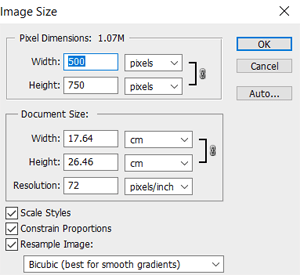 Image Size
Pixel Dimensions: 1.07M
Width: 500 pixels
Height: 750 pixels
OK
Cancel
Auto...
Document Size:
Width: 17.64 cm
Height: 26.46 cm
Resolution: 72 pixels/inch
Scale Styles
Constrain Proportions
Resample Image:
Bicubic (best for smooth gradients)